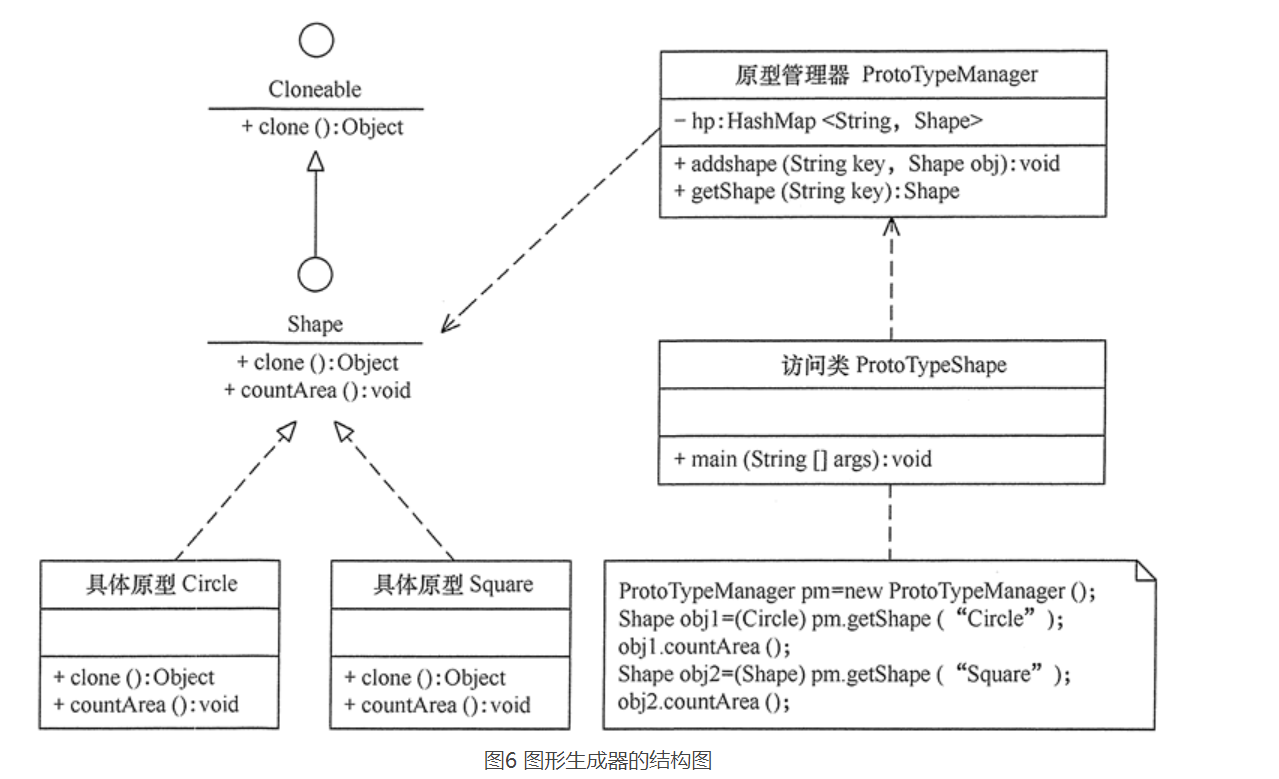 Cloneable
+ clone ():Object
Shape
+ clone ():Object
+ countArea ():void
原型管理器 ProtoTypeManager
- hp:HashMap <String, Shape>
+ addshape (String key, Shape obj):void
+ getShape (String key):Shape
访问类 ProtoTypeShape
+ main (String [] args):void
具体原型 Circle
+ clone ():Object
+ countArea ():void
具体原型 Square
+ clone ():Object
+ countArea ():void
ProtoTypeManager pm=new ProtoTypeManager ();
Shape obj1=(Circle) pm.getShape (“Circle”);
obj1.countArea ();
Shape obj2=(Shape) pm.getShape (“Square”);
obj2.countArea ();
图6 图形生成器的结构图